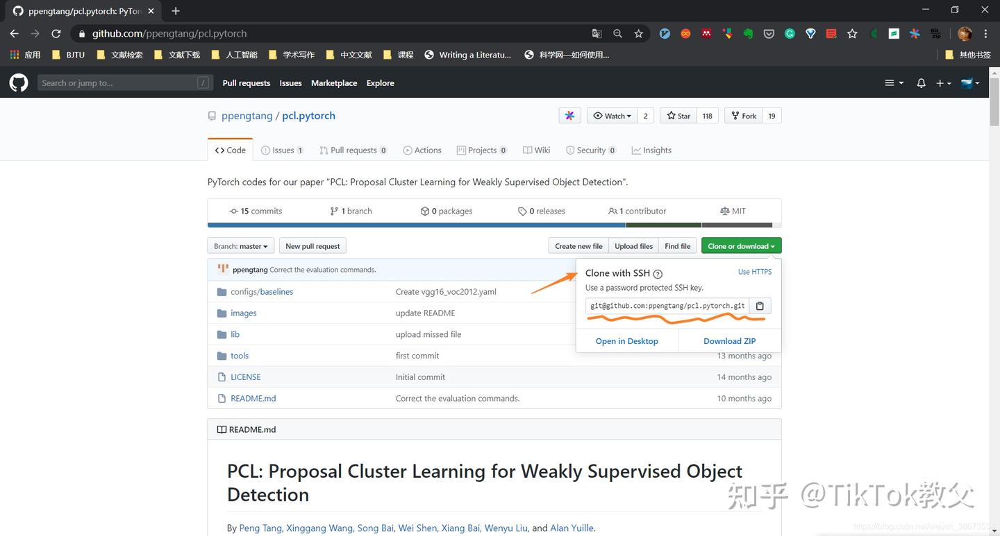 ppengtang/pcl.pytorch: PyTor
github.com/ppengtang/pcl.pytorch
应用 BJTU 文献检索 文献下载 人工智能 学术写作 中文文献 课程 Writing a Literatu... 科学网—如何使用... 其他书签
Search or jump to... / Pull requests Issues Marketplace Explore
ppengtang / pcl.pytorch Watch 2 Star 118 Fork 19
Code Issues 1 Pull requests 0 Actions Projects 0 Wiki Security 0 Insights
PyTorch codes for our paper "PCL: Proposal Cluster Learning for Weakly Supervised Object Detection".
15 commits 1 branch 0 packages 0 releases 1 contributor MIT
Branch: master New pull request Create new file Upload files Find file Clone or download
ppengtang Correct the evaluation commands.
Clone with SSH ? Use HTTPS
Use a password protected SSH key.
git@github.com:ppengtang/pcl.pytorch.git
Open in Desktop Download ZIP
configs/baselines Create vgg16_voc2012.yaml
images update README
lib upload missed file
tools first commit 13 months ago
LICENSE Initial commit 14 months ago
README.md Correct the evaluation commands. 10 months ago
README.md
PCL: Proposal Cluster Learning for Weakly Supervised Object
Detection
By Peng Tang, Xinggang Wang, Song Bai, Wei Shen, Xiang Bai, Wenyu Liu, and Alan Yuille.
知乎 @TikTok教父